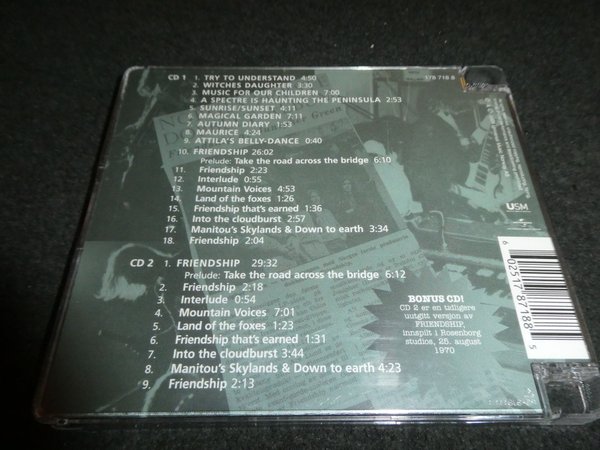 CD 1 1. TRY TO UNDERSTAND 4:50
2. WITCHES DAUGHTER 3:30
3. MUSIC FOR OUR CHILDREN 7:00
4. A SPECTRE IS HAUNTING THE PENINSULA 2:53
5. SUNRISE/SUNSET 4:11
6. MAGICAL GARDEN 7:11
7. AUTUMN DIARY 1:53
8. MAURICE 4:24
9. ATTILA'S BELLY-DANCE 0:40
10. FRIENDSHIP 26:02
Prelude: Take the road across the bridge 6:10
11. Friendship 2:23
12. Interlude 0:55
13. Mountain Voices 4:53
14. Land of the foxes 1:26
15. Friendship that's earned 1:36
16. Into the cloudburst 2:57
17. Manitou's Skylands & Down to earth 3:34
18. Friendship 2:04
CD 2 1. FRIENDSHIP 29:32
Prelude: Take the road across the bridge 6:12
2. Friendship 2:18
3. Interlude 0:54
4. Mountain Voices 7:01
5. Land of the foxes 1:23
6. Friendship that's earned 1:31
7. Into the cloudburst 3:44
8. Manitou's Skylands & Down to earth 4:23
9. Friendship 2:13
BONUS CD!
CD 2 er en tidligere
uutgitt versjon av
FRIENDSHIP,
innspilt i Rosenborg
studios, 25. august
1970
178 718 8
Green
USM
6 02517 87188 5